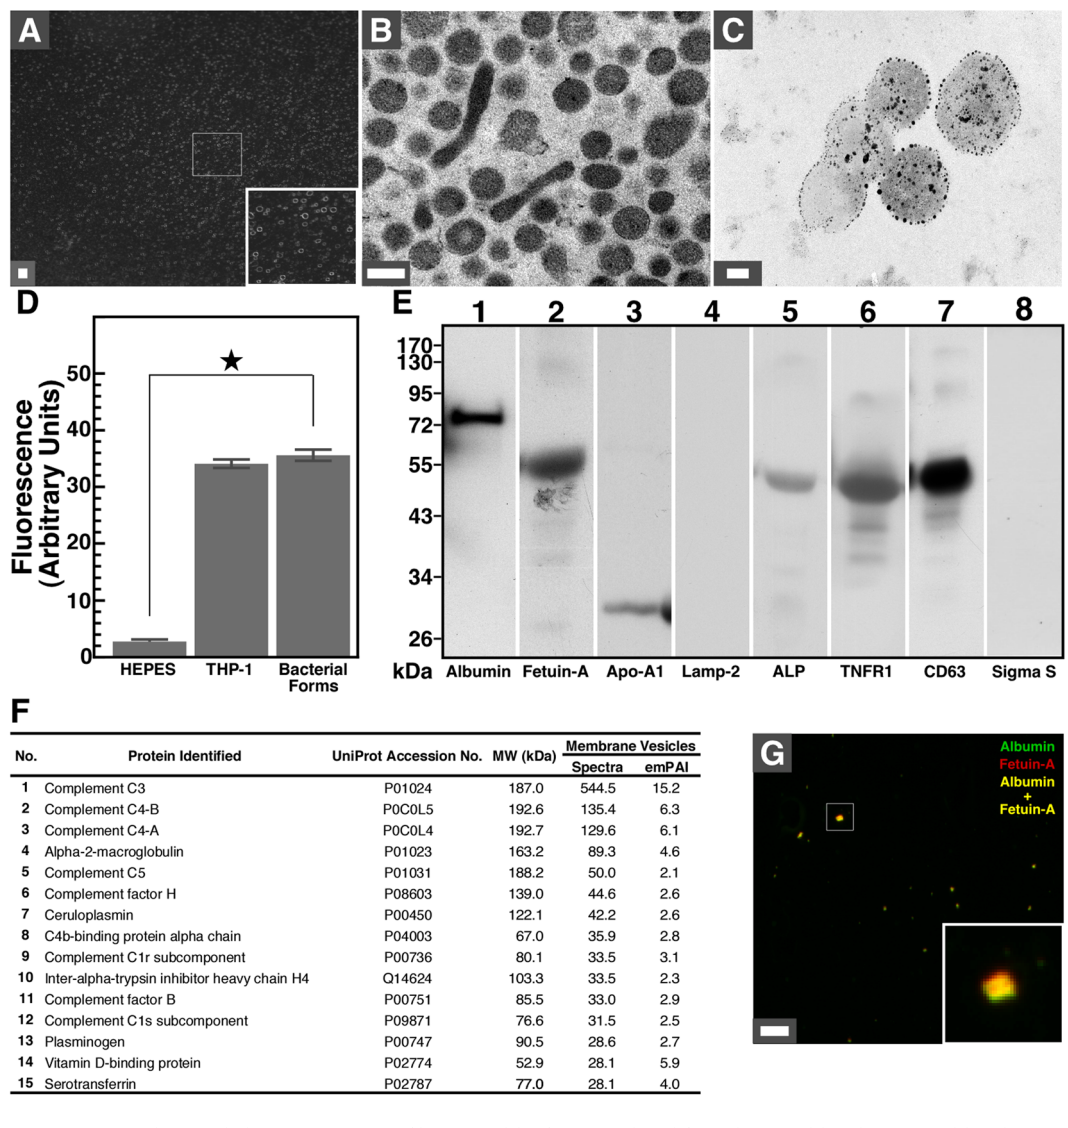 A
B
C
D
Fluorescence
(Arbitrary Units)
50
40
30
20
10
0
HEPES THP-1 Bacterial
Forms
E
1 2 3 4 5 6 7 8
170
130
95
72
55
43
34
26
kDa Albumin Fetuin-A Apo-A1 Lamp-2 ALP TNFR1 CD63 Sigma S
F
No. Protein Identified UniProt Accession No. MW (kDa) Membrane Vesicles
Spectra emPAI
1 Complement C3 P01024 187.0 544.5 15.2
2 Complement C4-B P0C0L5 192.6 135.4 6.3
3 Complement C4-A P0C0L4 192.7 129.6 6.1
4 Alpha-2-macroglobulin P01023 163.2 89.3 4.6
5 Complement C5 P01031 188.2 50.0 2.1
6 Complement factor H P08603 139.0 44.6 2.6
7 Ceruloplasmin P00450 122.1 42.2 2.6
8 C4b-binding protein alpha chain P04003 67.0 35.9 2.8
9 Complement C1r subcomponent P00736 80.1 33.5 3.1
10 Inter-alpha-trypsin inhibitor heavy chain H4 Q14624 103.3 33.5 2.3
11 Complement factor B P00751 85.5 33.0 2.9
12 Complement C1s subcomponent P09871 76.6 31.5 2.5
13 Plasminogen P00747 90.5 28.6 2.7
14 Vitamin D-binding protein P02774 52.9 28.1 5.9
15 Serotransferrin P02787 77.0 28.1 4.0
G
Albumin
Fetuin-A
Albumin
+
Fetuin-A